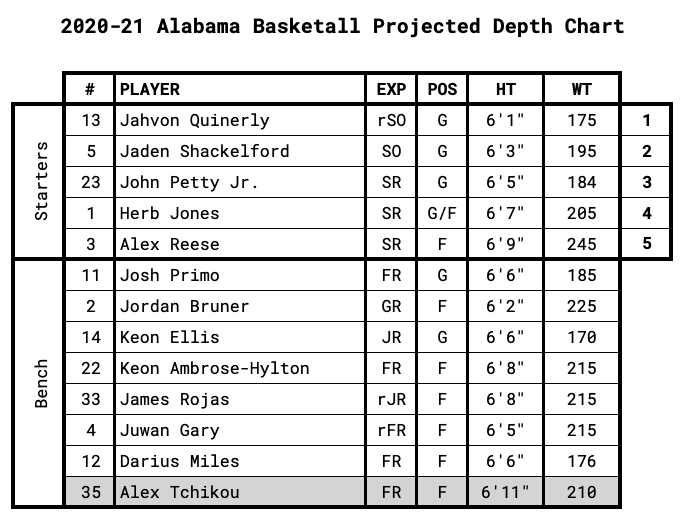 2020-21 Alabama Basketall Projected Depth Chart
# PLAYER EXP POS HT WT
Starters
13 Jahvon Quinerly rSO G 6'1" 175 1
5 Jaden Shackelford SO G 6'3" 195 2
23 John Petty Jr. SR G 6'5" 184 3
1 Herb Jones SR G/F 6'7" 205 4
3 Alex Reese SR F 6'9" 245 5
Bench
11 Josh Primo FR G 6'6" 185
2 Jordan Bruner GR F 6'2" 225
14 Keon Ellis JR G 6'6" 170
22 Keon Ambrose-Hylton FR F 6'8" 215
33 James Rojas rJR F 6'8" 215
4 Juwan Gary rFR F 6'5" 215
12 Darius Miles FR F 6'6" 176
35 Alex Tchikou FR F 6'11" 210